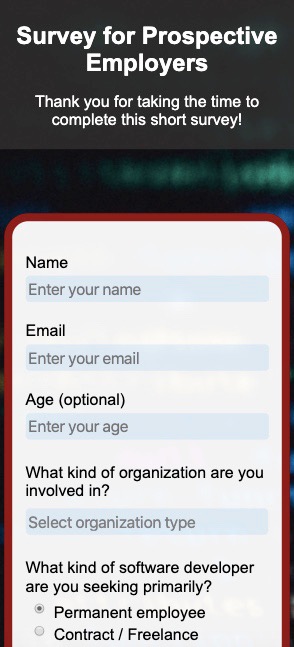 Survey for Prospective
Employers
Thank you for taking the time to
complete this short survey!
Name
Enter your name
Email
Enter your email
Age (optional)
Enter your age
What kind of organization are you
involved in?
Select organization type
What kind of software developer
are you seeking primarily?
Permanent employee
Contract / Freelance